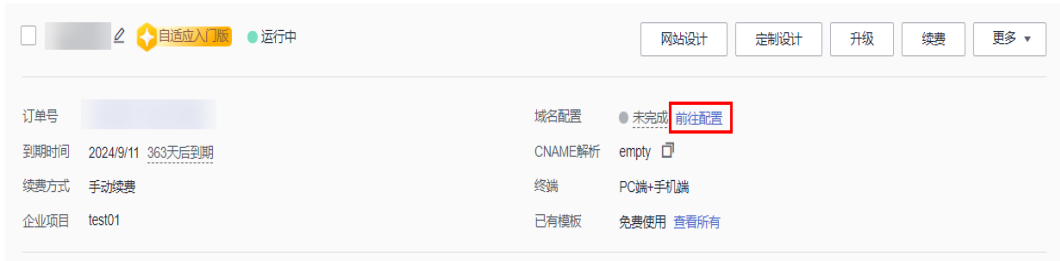 自适应入门版 运行中 网站设计 定制设计 升级 续费 更多
订单号 域名配置 未完成 前往配置
到期时间 2024/9/11 363天后到期 CNAME解析 empty
续费方式 手动续费 终端 PC端+手机端
企业项目 test01 已有模板 免费使用 查看所有